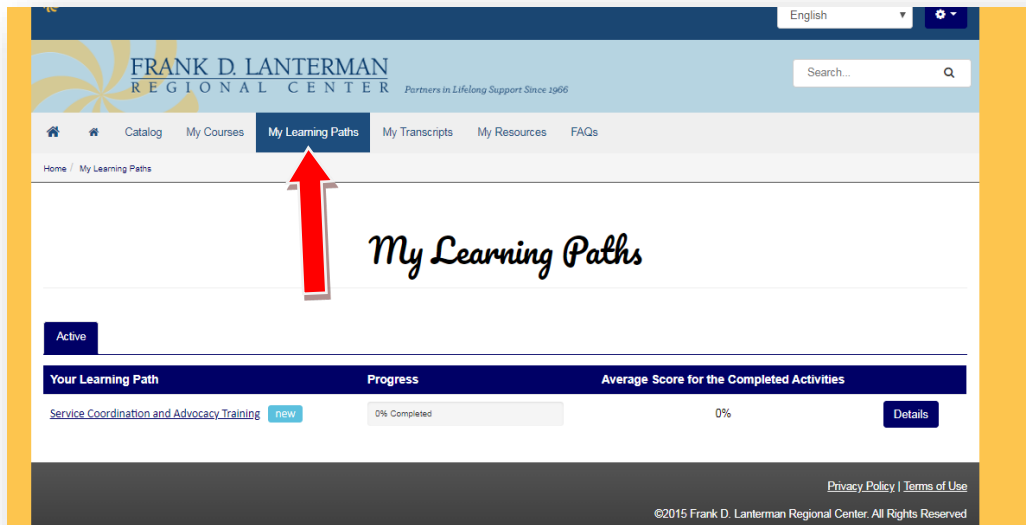 English
FRANK D. LANTERMAN
REGIONAL CENTER Partners in Lifelong Support Since 1966
Search...
Catalog My Courses My Learning Paths My Transcripts My Resources FAQs
Home / My Learning Paths
My Learning Paths
Active
Your Learning Path Progress Average Score for the Completed Activities
Service Coordination and Advocacy Training new 0% Completed 0% Details
Privacy Policy | Terms of Use
©2015 Frank D. Lanterman Regional Center. All Rights Reserved